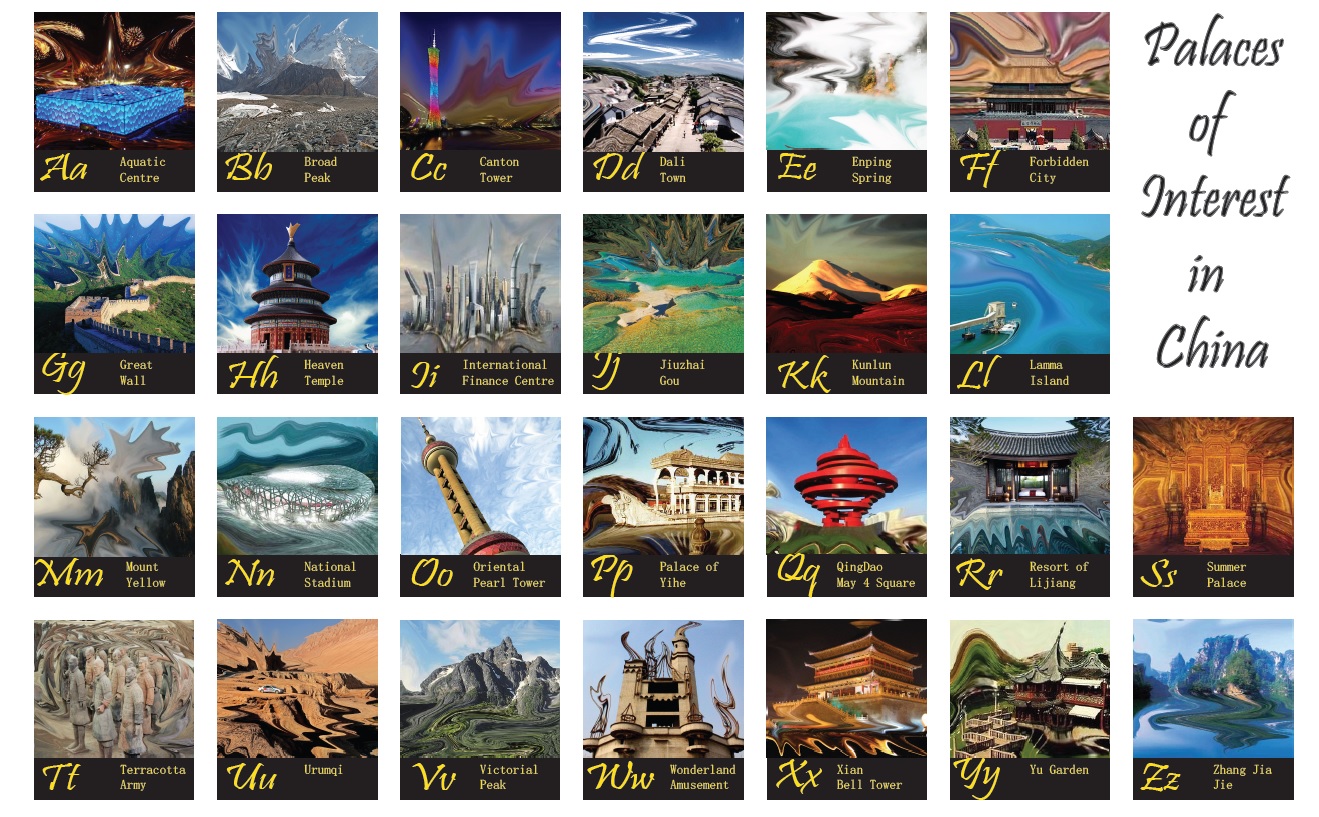 Palaces
of
Interest
in
China
Aa Aquatic
Centre
Bb Broad
Peak
Cc Canton
Tower
Dd Dali
Town
Ee Enping
Spring
Ff Forbidden
City
Gg Great
Wall
Hh Heaven
Temple
Ii International
Finance Centre
Jj Jiuzhai
Gou
Kk Kunlun
Mountain
Ll Lamma
Island
Mm Mount
Yellow
Nn National
Stadium
Oo Oriental
Pearl Tower
Pp Palace of
Yihe
Qq QingDao
May 4 Square
Rr Resort of
Lijiang
Ss Summer
Palace
Tt Terracotta
Army
Uu Urumqi
Vv Victorial
Peak
Ww Wonderland
Amusement
Xx Xian
Bell Tower
Yy Yu Garden
Zz Zhang Jia
Jie